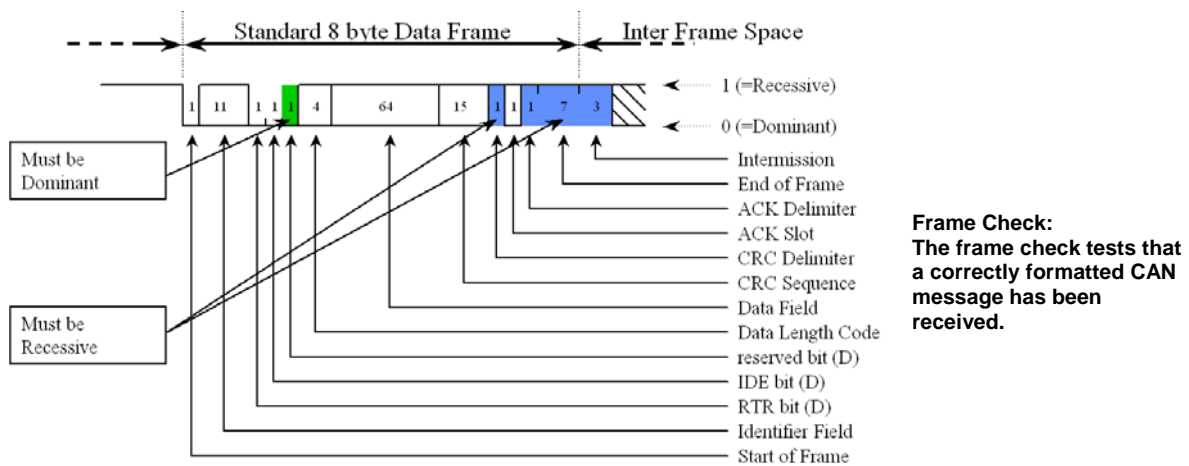 Standard 8 byte Data Frame
Inter Frame Space
1 (=Recessive)
1 11 1 1 1 4 64 15 1 1 1 7 3
0 (=Dominant)
Must be
Dominant
Intermission
End of Frame
ACK Delimiter
ACK Slot
CRC Delimiter
CRC Sequence
Data Field
Data Length Code
reserved bit (D)
IDE bit (D)
RTR bit (D)
Identifier Field
Start of Frame
Must be
Recessive
Frame Check:
The frame check tests that
a correctly formatted CAN
message has been
received.